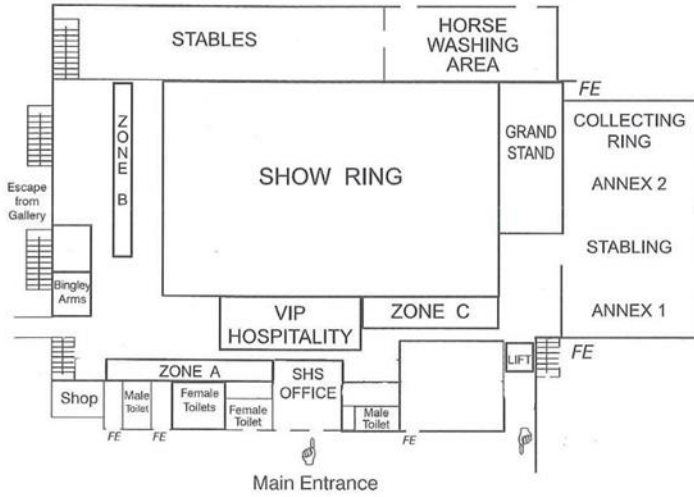 STABLES
HORSE
WASHING
AREA
FE
ZONE
B
SHOW RING
GRAND
STAND
COLLECTING
RING
ANNEX 2
STABLING
ANNEX 1
Escape
from
Gallery
Bingley
Arms
VIP
HOSPITALITY
ZONE C
ZONE A
SHS
OFFICE
LIFT
FE
Shop
Male
Toilet
Female
Toilets
Female
Toilet
Male
Toilet
FE
FE
FE
Main Entrance